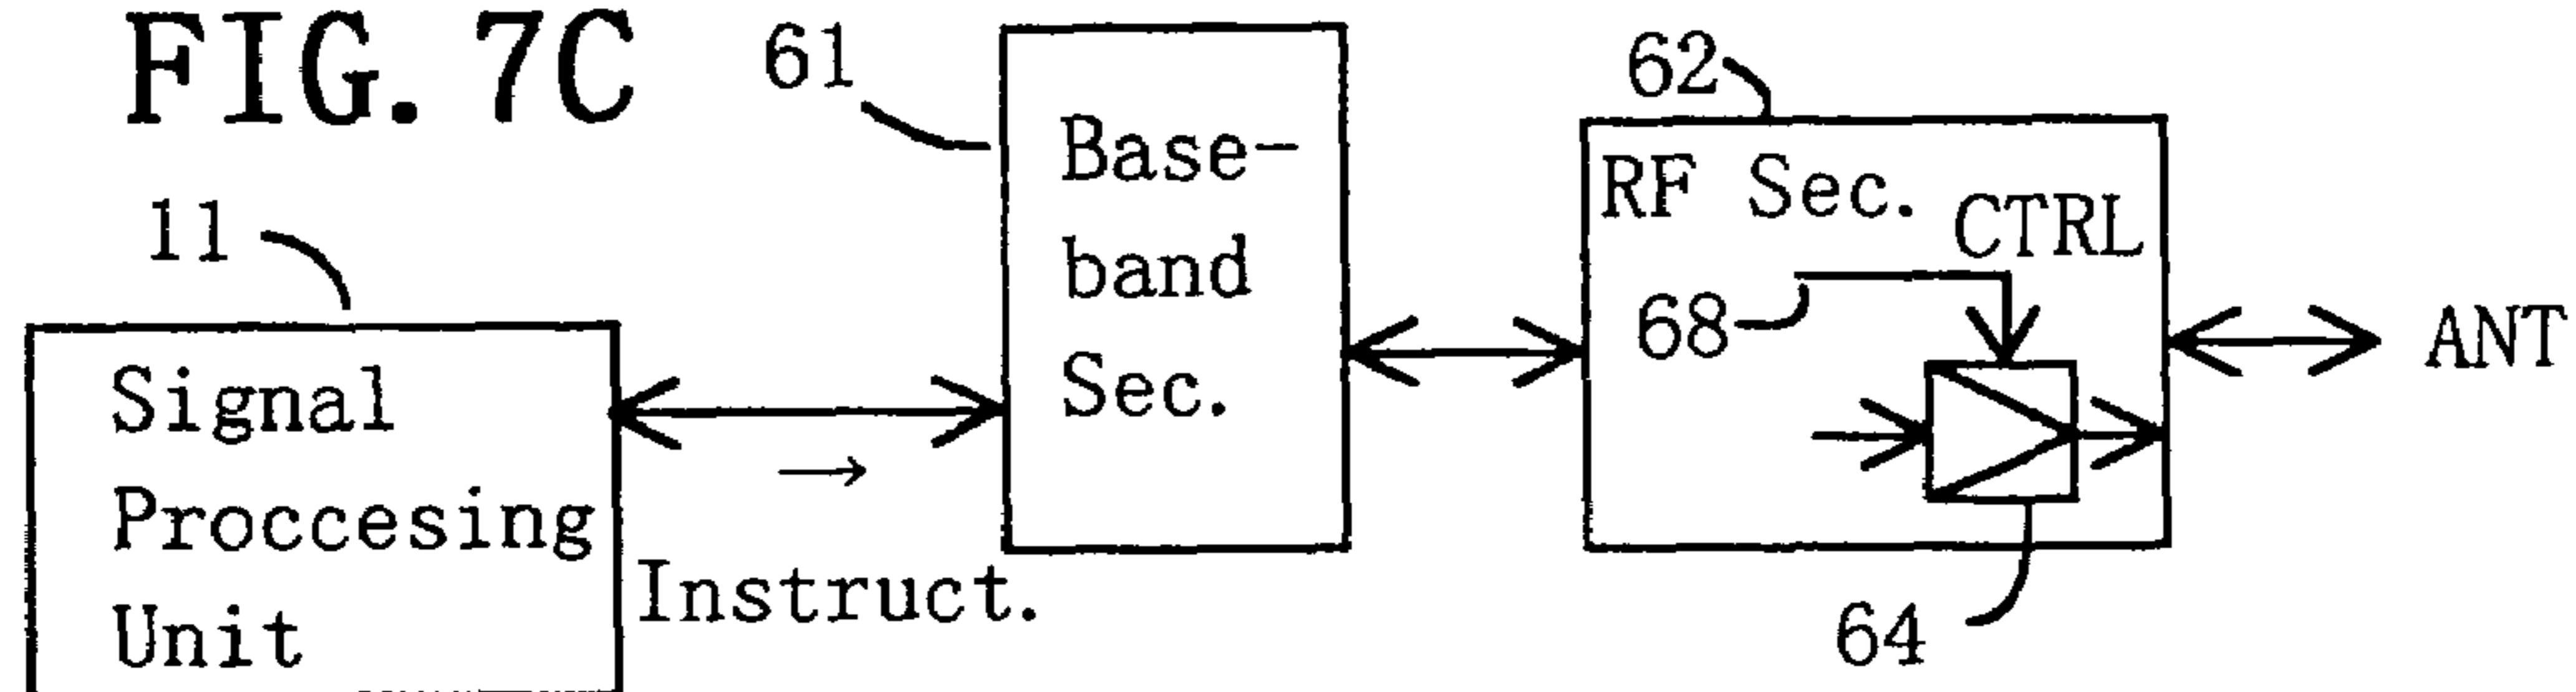 FIG. 7C
61
Base-
band
Sec.
62
RF Sec.
CTRL
68
64
ANT
11
Signal
Proccesing
Unit
Instruct.